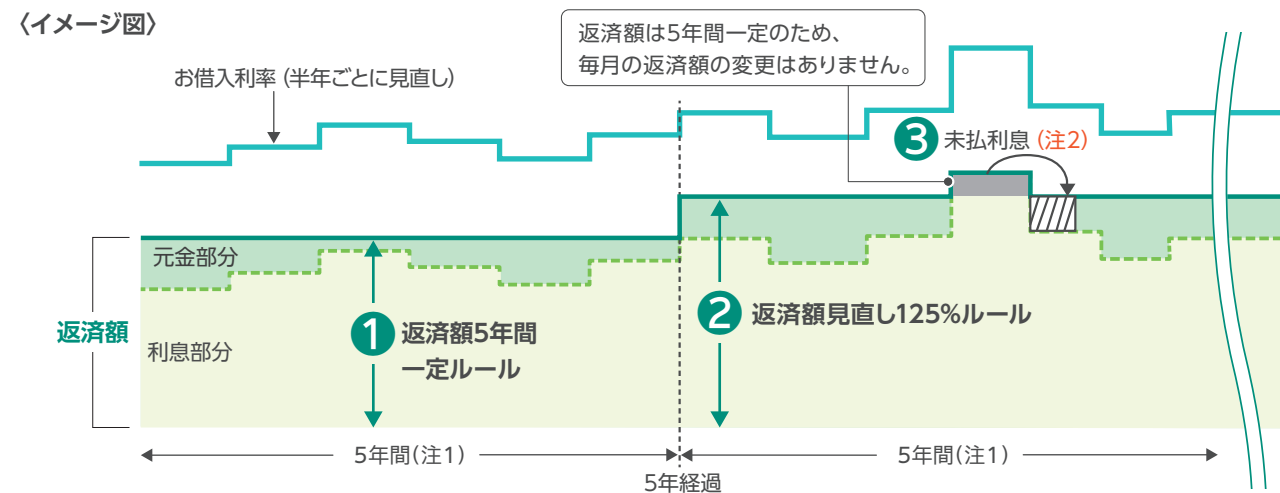 〈イメージ図〉
返済額は5年間一定のため、
毎月の返済額の変更はありません。
お借入利率 (半年ごとに見直し)
3 未払利息 (注2)
元金部分
返済額
利息部分
1 返済額5年間
一定ルール
2 返済額見直し125%ルール
5年間(注1)
5年間(注1)
5年経過